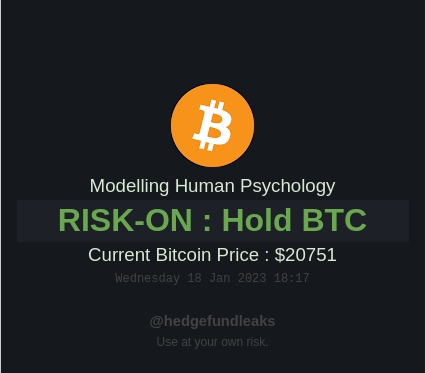 Modelling Human Psychology
RISK-ON : Hold BTC
Current Bitcoin Price : $20751
Wednesday 18 Jan 2023 18:17
@hedgefundleaks
Use at your own risk.